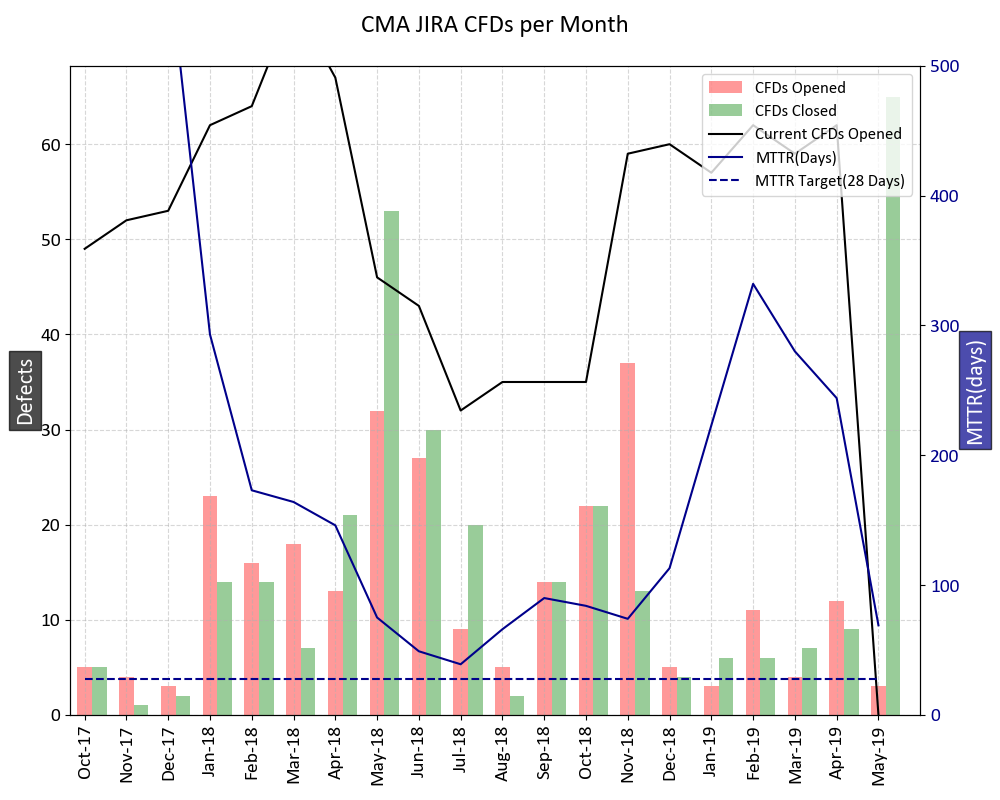 CMA JIRA CFDs per Month
CFDs Opened
CFDs Closed
Current CFDs Opened
MTTR(Days)
MTTR Target(28 Days)
Defects
60
50
40
30
20
10
0
MTTR(days)
500
400
300
200
100
0
Oct-17
Nov-17
Dec-17
Jan-18
Feb-18
Mar-18
Apr-18
May-18
Jun-18
Jul-18
Aug-18
Sep-18
Oct-18
Nov-18
Dec-18
Jan-19
Feb-19
Mar-19
Apr-19
May-19